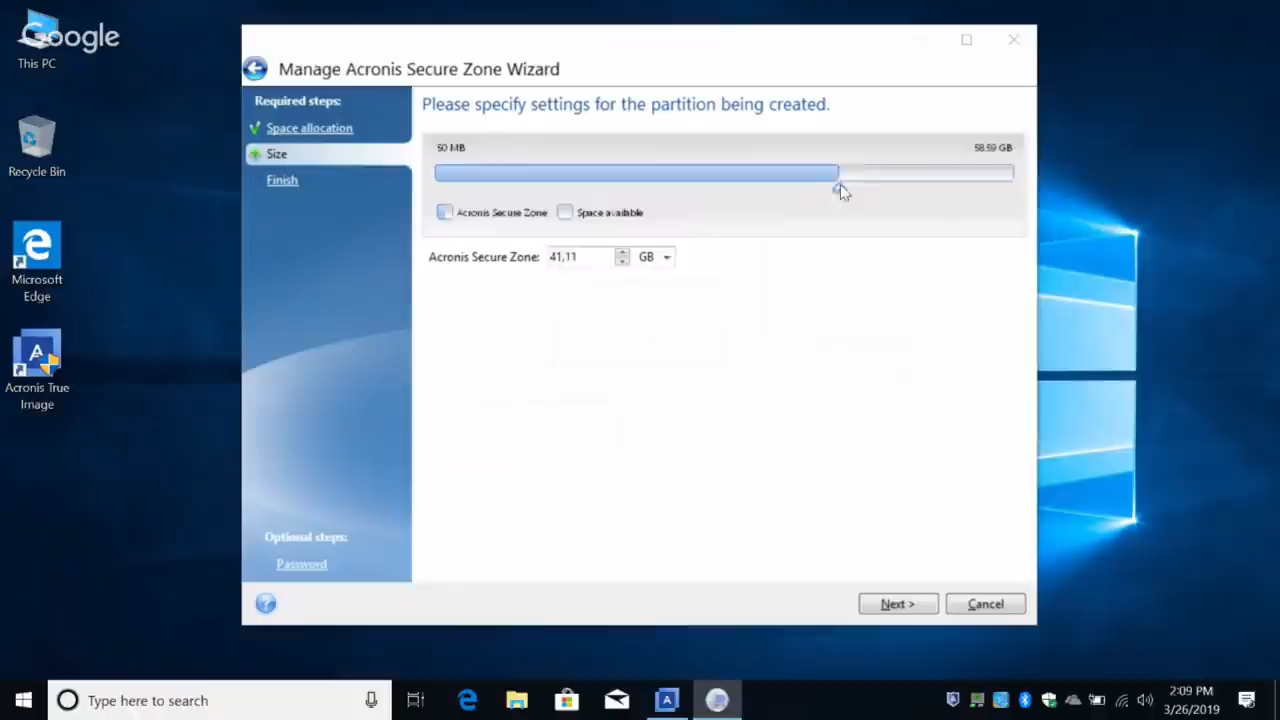 Google
This PC
Recycle Bin
Microsoft
Edge
Acronis True
Image
Manage Acronis Secure Zone Wizard
Required steps:
Space allocation
Size
Finish
Optional steps:
Password
Please specify settings for the partition being created.
50 MB
58.59 GB
Acronis Secure Zone
Space available
Acronis Secure Zone: 41,11 GB
Next >
Cancel
Type here to search
2:09 PM
3/26/2019